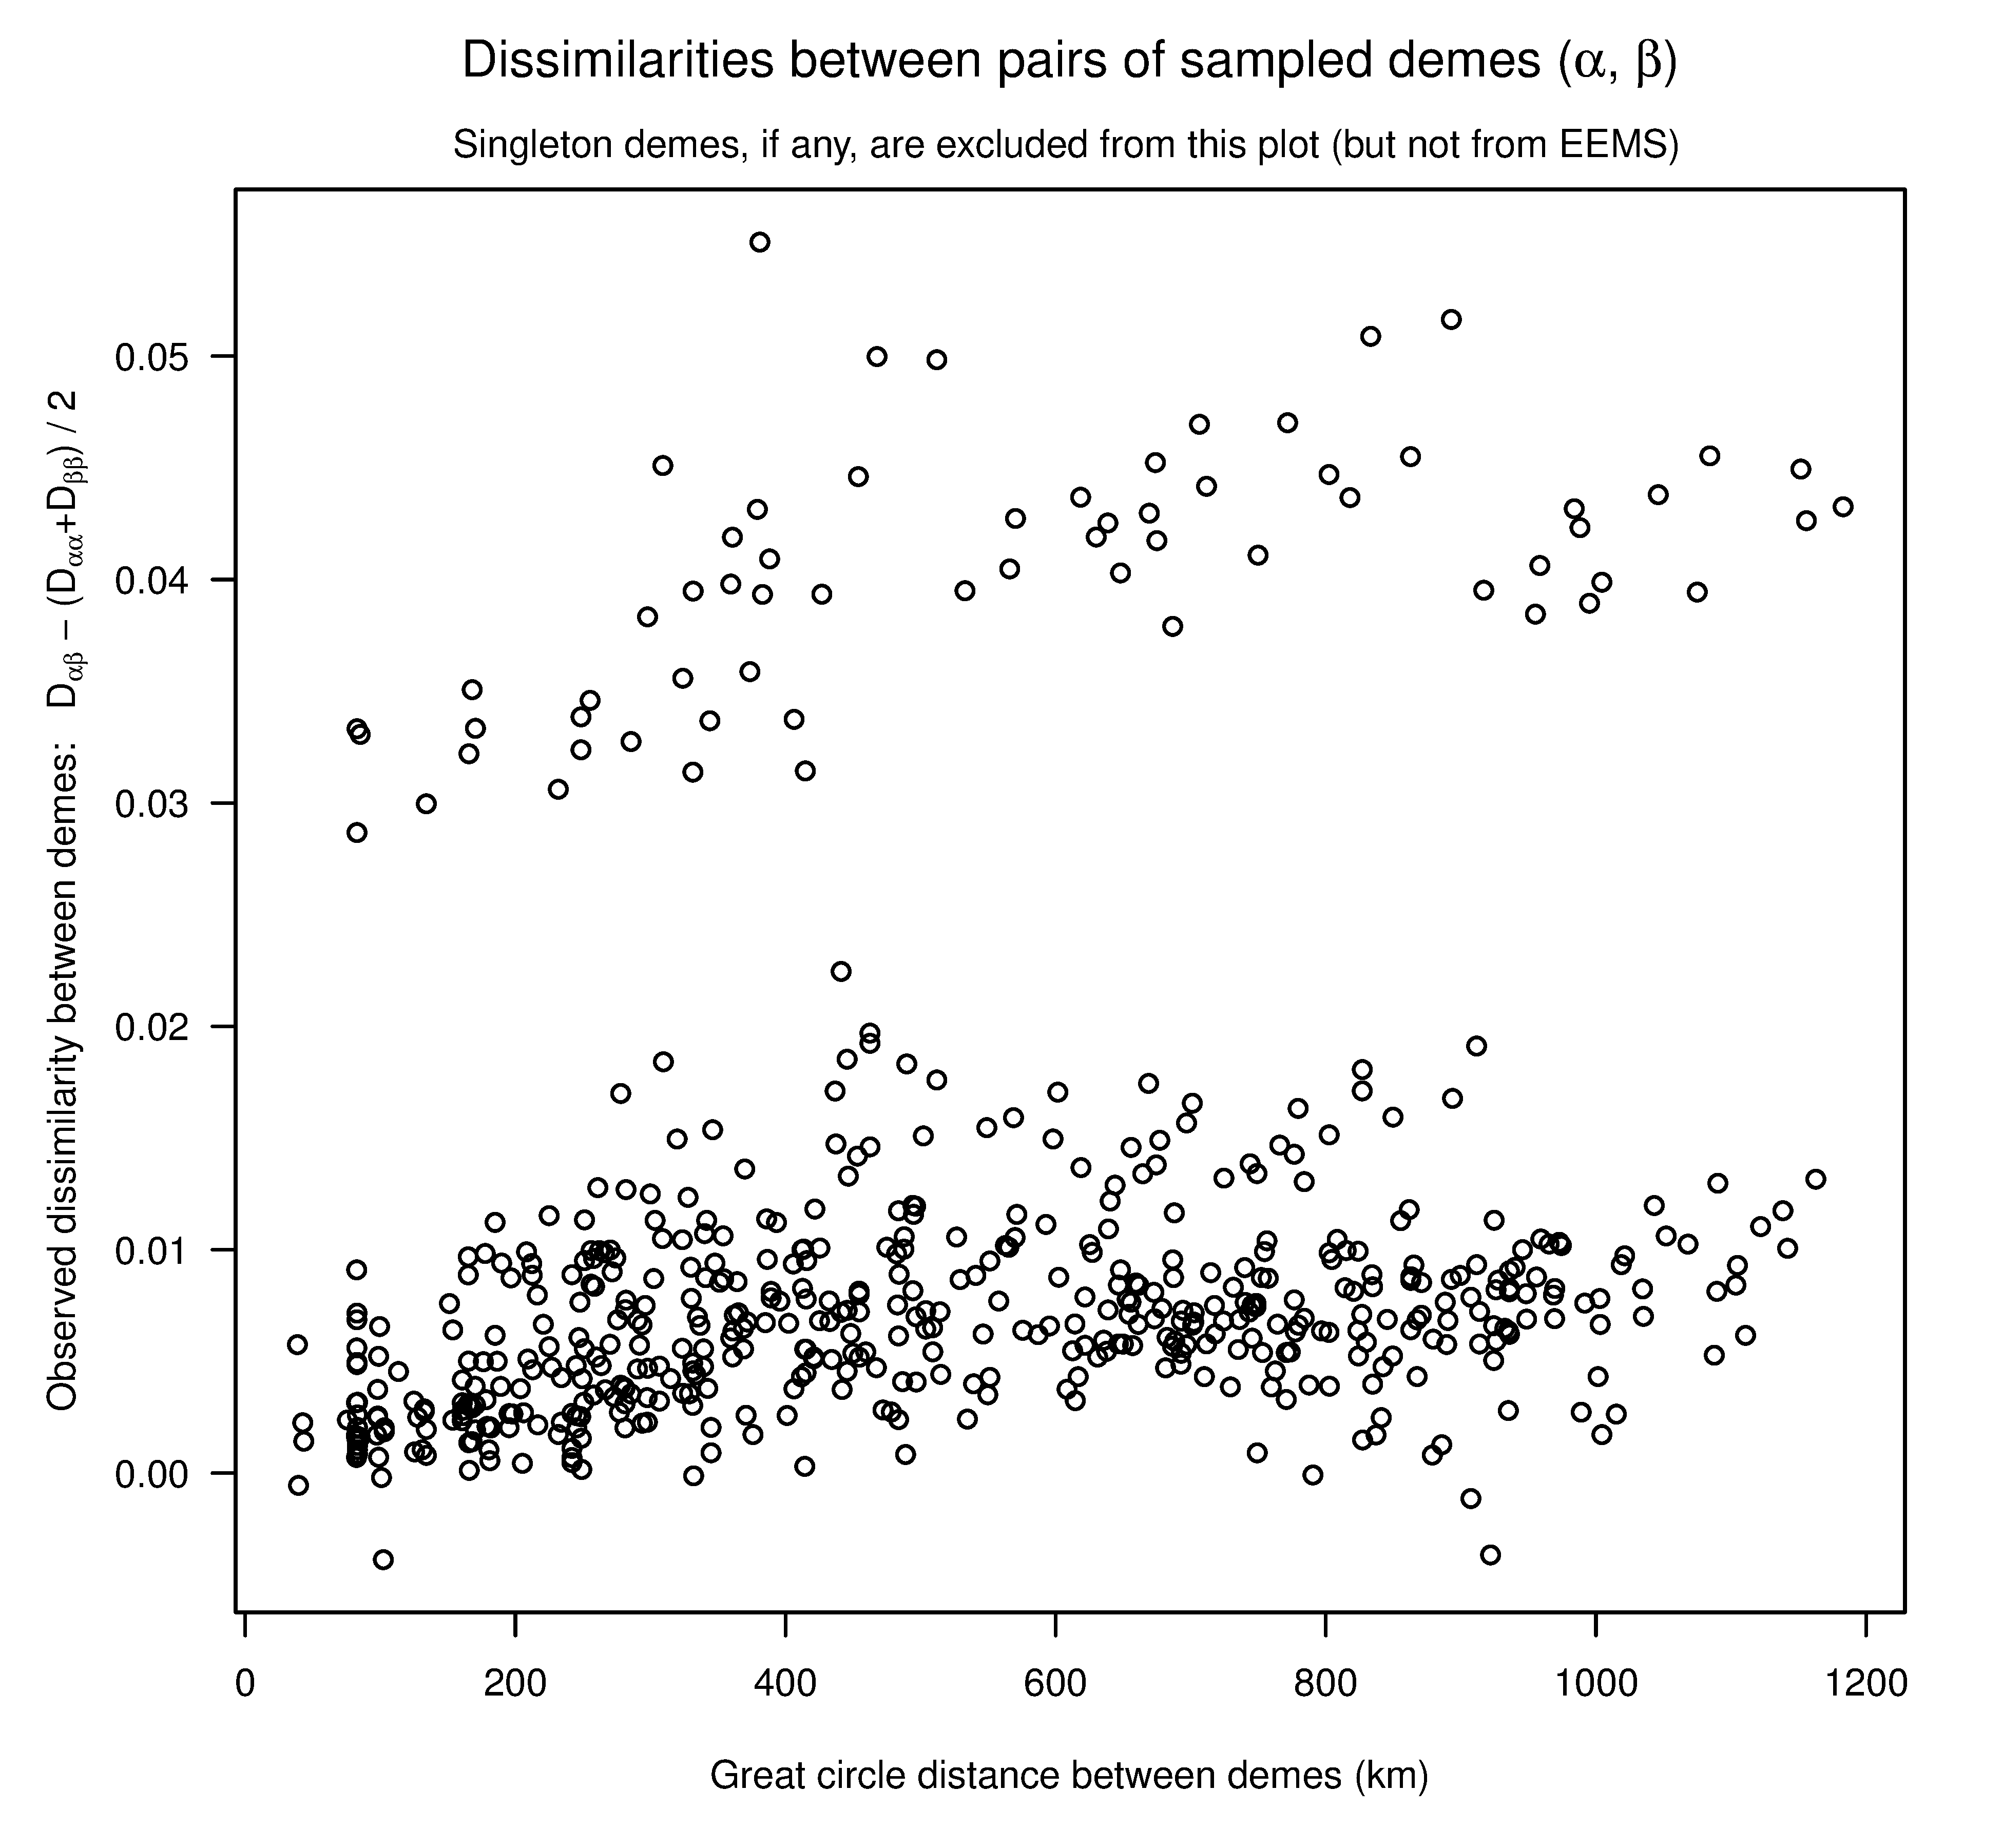 Dissimilarities between pairs of sampled demes (α, β)
Singleton demes, if any, are excluded from this plot (but not from EEMS)
Observed dissimilarity between demes: Dαβ − (Dαα+Dββ) / 2
0.05
0.04
0.03
0.02
0.01
0.00
0 200 400 600 800 1000 1200
Great circle distance between demes (km)